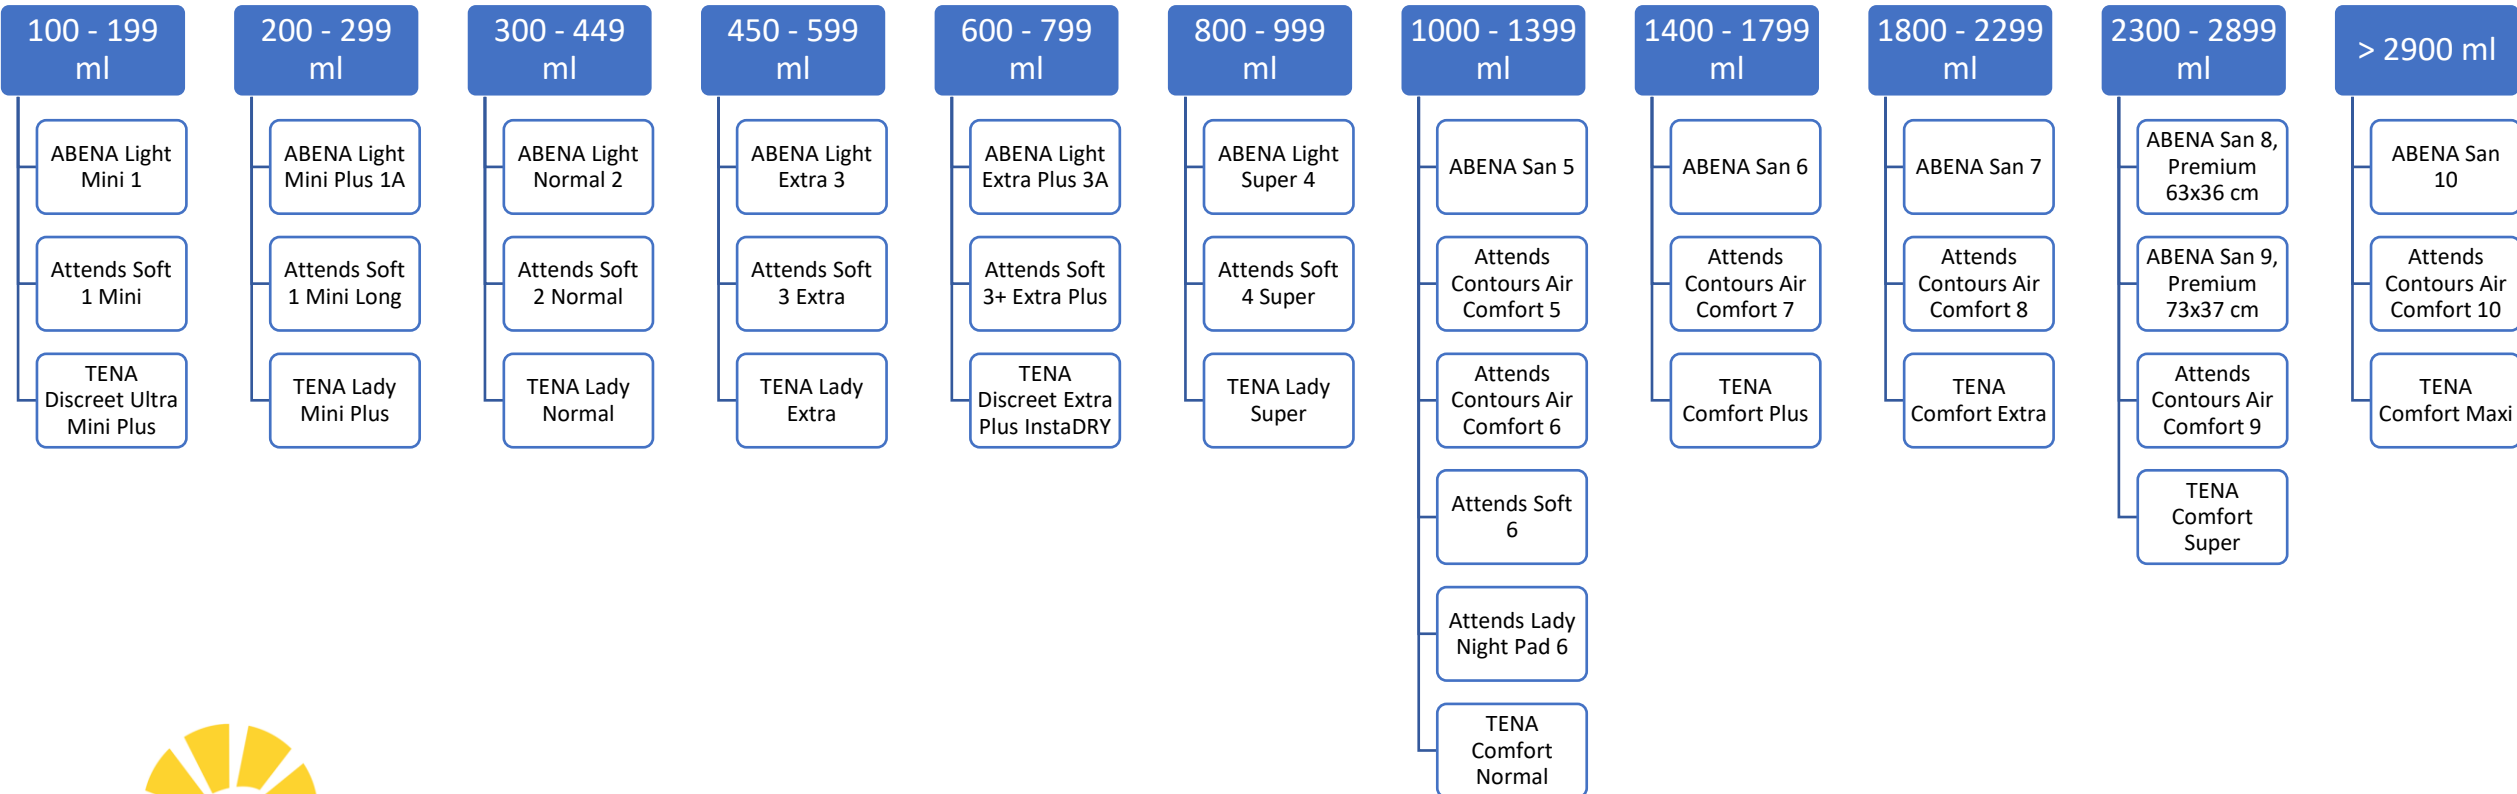 100 - 199
ml
ABENA Light
Mini 1
Attends Soft
1 Mini
TENA
Discreet Ultra
Mini Plus
200 - 299
ml
ABENA Light
Mini Plus 1A
Attends Soft
1 Mini Long
TENA Lady
Mini Plus
300 - 449
ml
ABENA Light
Normal 2
Attends Soft
2 Normal
TENA Lady
Normal
450 - 599
ml
ABENA Light
Extra 3
Attends Soft
3 Extra
TENA Lady
Extra
600 - 799
ml
ABENA Light
Extra Plus 3A
Attends Soft
3+ Extra Plus
TENA
Discreet Extra
Plus InstaDRY
800 - 999
ml
ABENA Light
Super 4
Attends Soft
4 Super
TENA Lady
Super
1000 - 1399
ml
ABENA San 5
Attends
Contours Air
Comfort 5
Attends
Contours Air
Comfort 6
Attends Soft
6
Attends Lady
Night Pad 6
TENA
Comfort
Normal
1400 - 1799
ml
ABENA San 6
Attends
Contours Air
Comfort 7
TENA
Comfort Plus
1800 - 2299
ml
ABENA San 7
Attends
Contours Air
Comfort 8
TENA
Comfort Extra
2300 - 2899
ml
ABENA San 8,
Premium
63x36 cm
ABENA San 9,
Premium
73x37 cm
Attends
Contours Air
Comfort 9
TENA
Comfort
Super
> 2900 ml
ABENA San
10
Attends
Contours Air
Comfort 10
TENA
Comfort Maxi